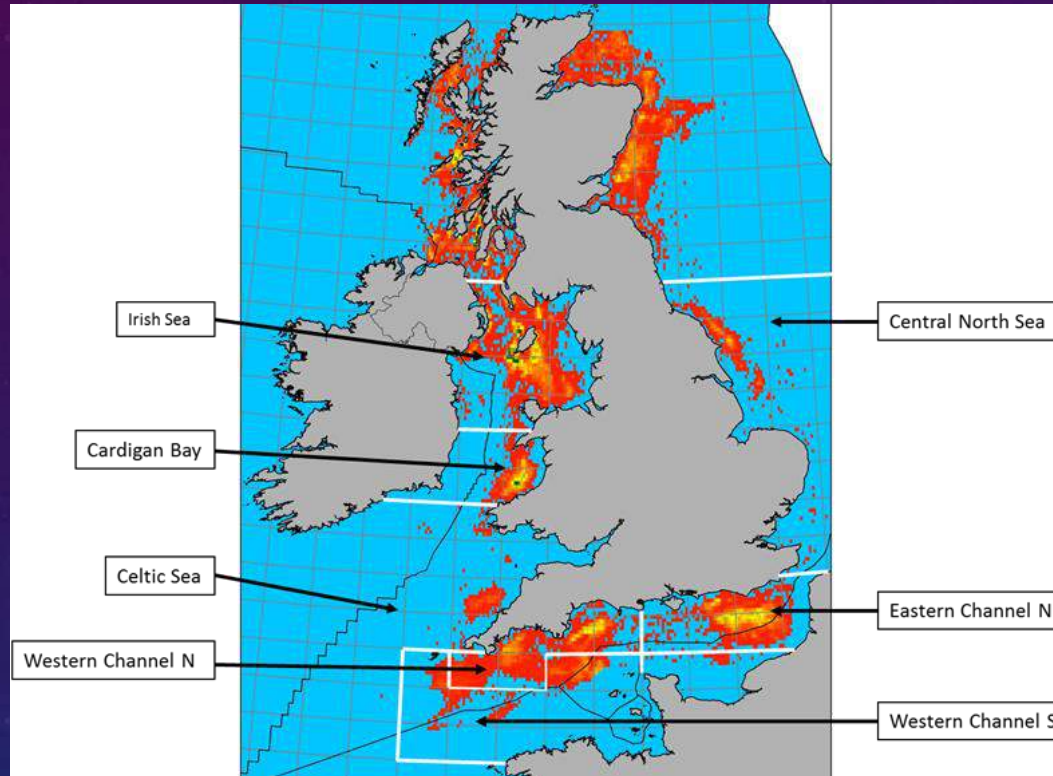 Irish Sea
Cardigan Bay
Celtic Sea
Western Channel N
Central North Sea
Eastern Channel N
Western Channel S